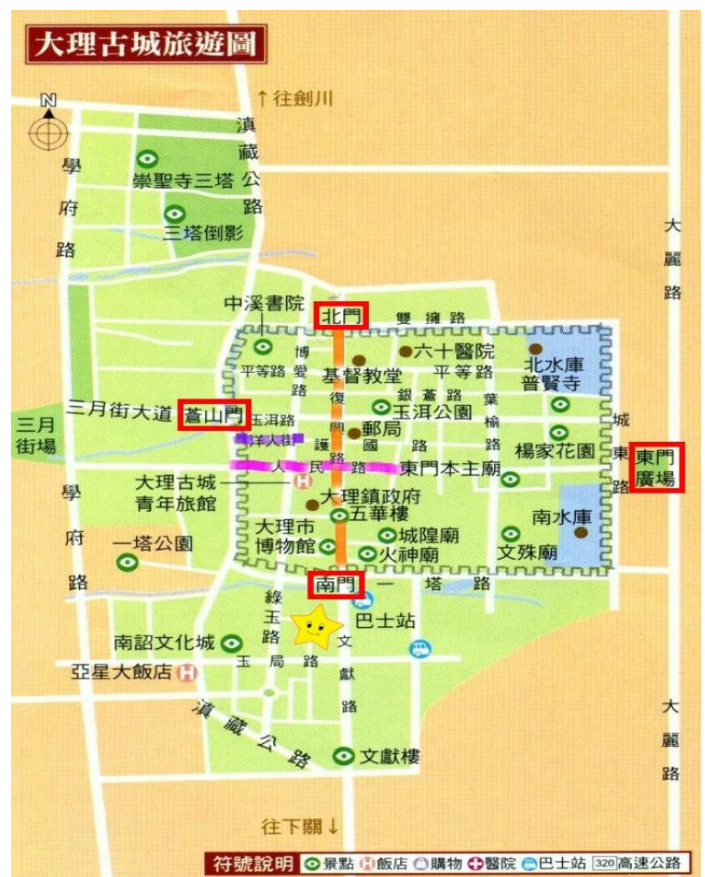 大理古城旅遊圖
N
↑往劍川
滇藏公路
學府路
崇聖寺三塔
三塔倒影
大麗路
中溪書院
北門
雙擁路
博愛路
六十醫院
平等路
基督教堂
平等路
北水庫
普賢寺
復興路
銀蒼路
葉榆路
三月街大道
蒼山門
玉洱路
玉洱公園
三月
街場
洋人街
護國路
郵局
城東路
楊家花園
東門
廣場
人民路
東門本主廟
大理古城
青年旅館
大理鎮政府
五華樓
南水庫
學府路
大理市
博物館
城隍廟
火神廟
文殊廟
一塔公園
南門
一塔路
綠玉路
巴士站
南詔文化城
文獻路
玉局路
亞星大飯店
滇藏公路
大麗路
文獻樓
往下關↓
符號說明 景點 H飯店 購物 醫院 巴士站 320高速公路